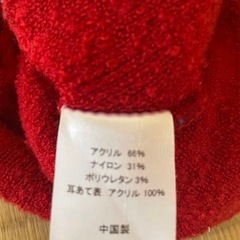 アクリル 66%
ナイロン 31%
ポリウレタン 3%
耳あて表 アクリル 100%
中国製